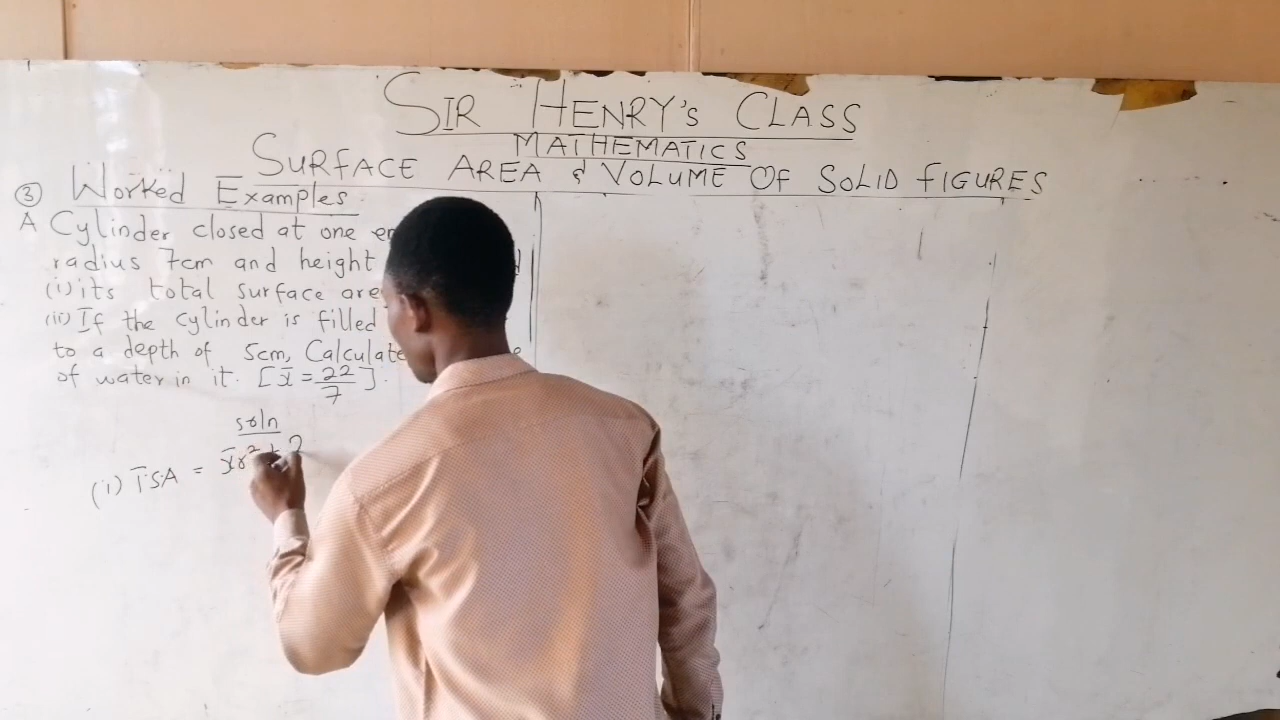 SIR HENRY's CLASS
MATHEMATICS
SURFACE AREA & VOLUME OF SOLID FIGURES
③ Worked Examples
A Cylinder closed at one
radius 7cm and height
(i) its total surface
(ii) If the cylinder is filled
to a depth of 5cm, Calculate
of water in it. [π = 22/7].
soln
(i) T.S.A = πr² + 2